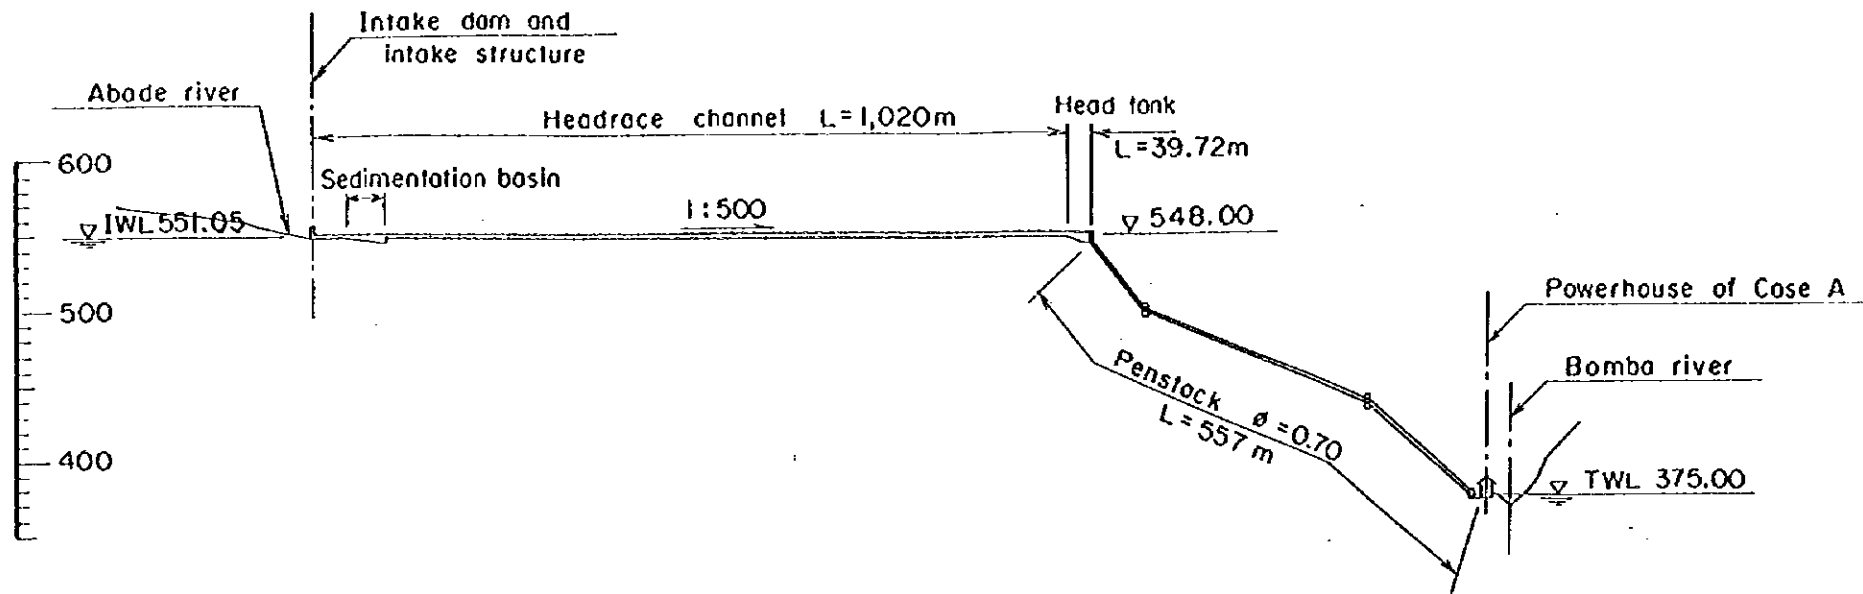 Intake dam and
intake structure
Abade river
Headrace channel L=1,020m
Head tank
L=39.72m
600
Sedimentation basin
IWL 551.05
1:500
548.00
500
Powerhouse of Case A
Bomba river
Penstock ø=0.70
L=557 m
400
TWL 375.00